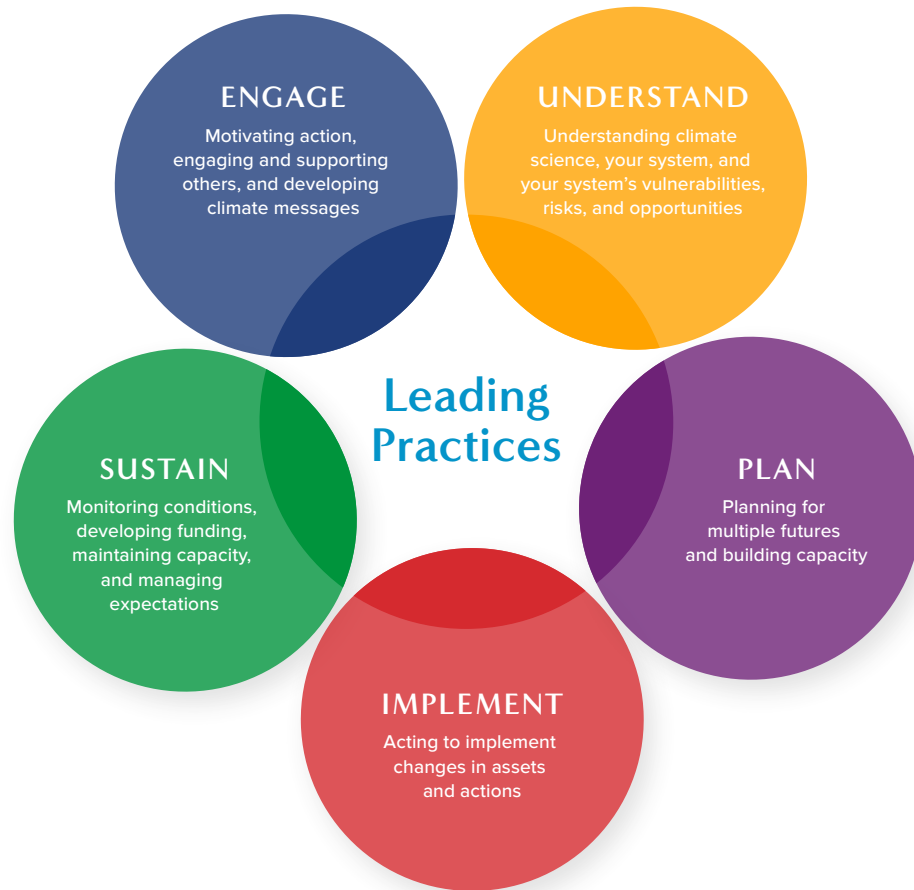 ENGAGE
Motivating action,
engaging and supporting
others, and developing
climate messages
UNDERSTAND
Understanding climate
science, your system, and
your system’s vulnerabilities,
risks, and opportunities
Leading
Practices
SUSTAIN
Monitoring conditions,
developing funding,
maintaining capacity,
and managing
expectations
PLAN
Planning for
multiple futures
and building capacity
IMPLEMENT
Acting to implement
changes in assets
and actions